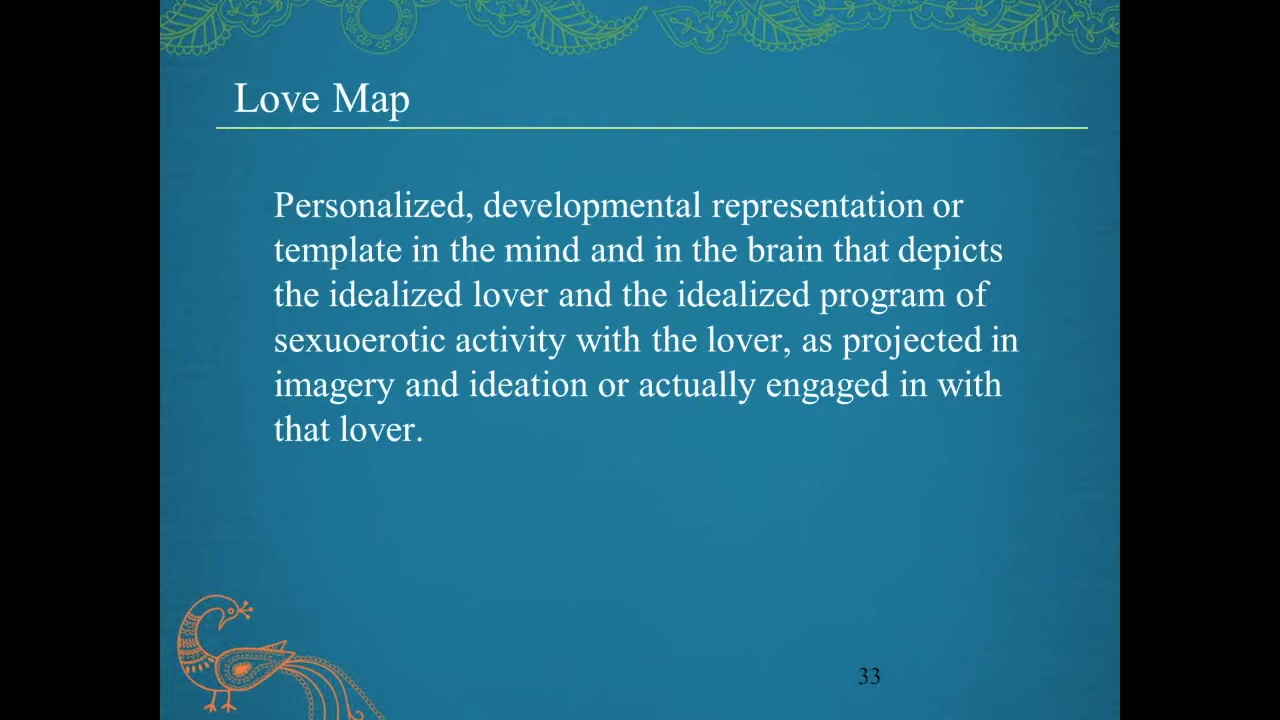 Love Map
Personalized, developmental representation or
template in the mind and in the brain that depicts
the idealized lover and the idealized program of
sexuoerotic activity with the lover, as projected in
imagery and ideation or actually engaged in with
that lover.
33